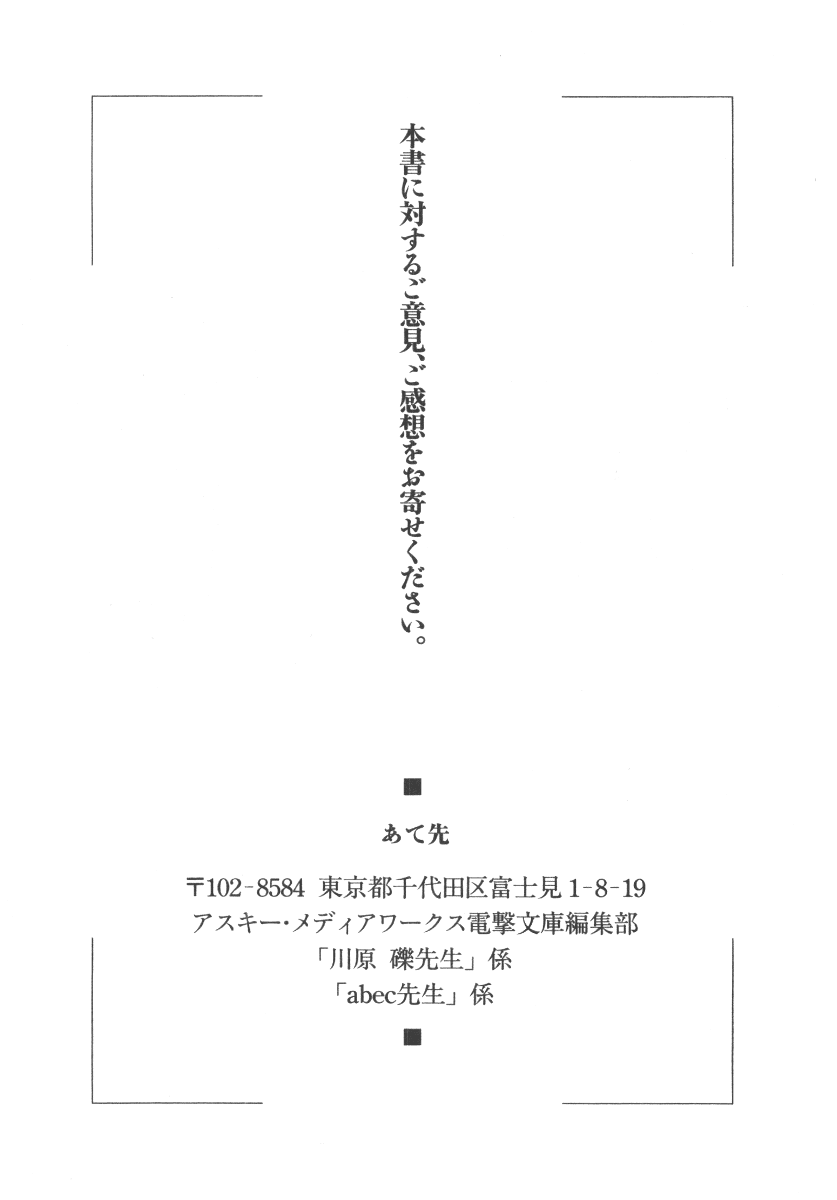 本書に対するご意見、ご感想をお寄せください。
■
あて先
〒102-8584 東京都千代田区富士見1-8-19
アスキー・メディアワークス電撃文庫編集部
「川原 礫先生」係
「abec先生」係
■